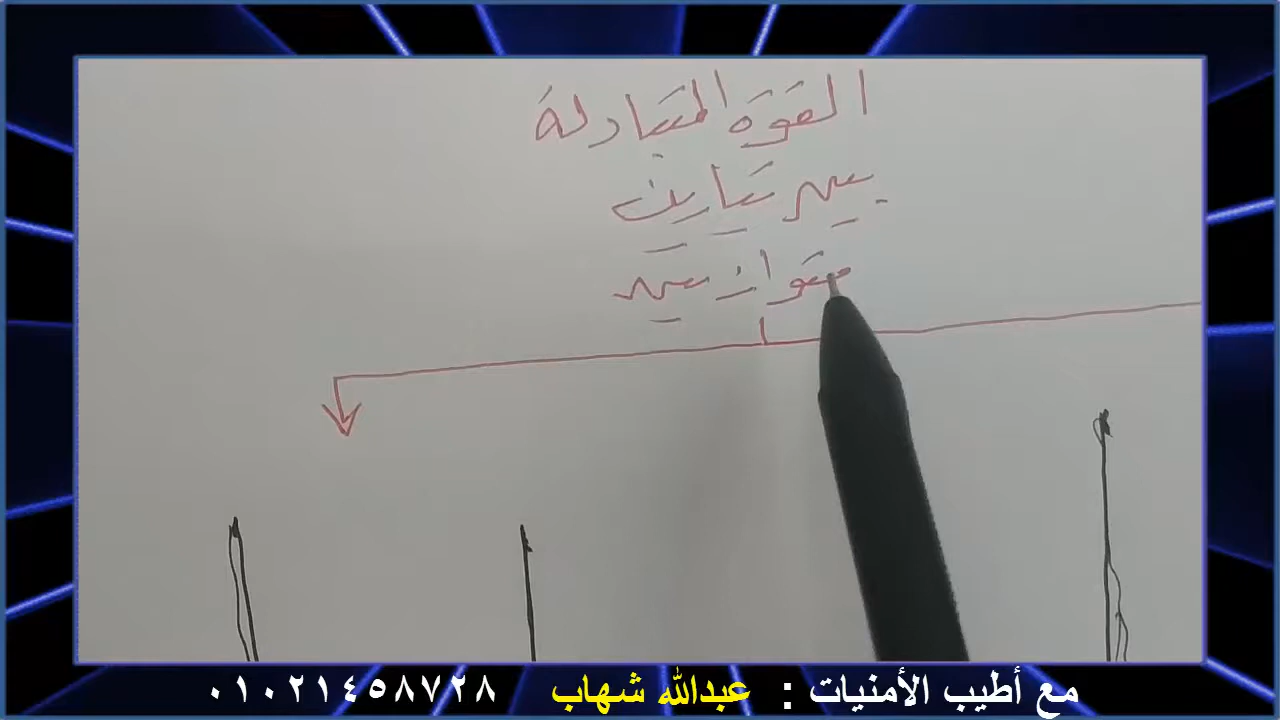 القوة المتبادلة
بين تيارين
متوازيين
مع أطيب الأمنيات : عبدالله شهاب ٠١٠٢١٤٥٨٧٢٨